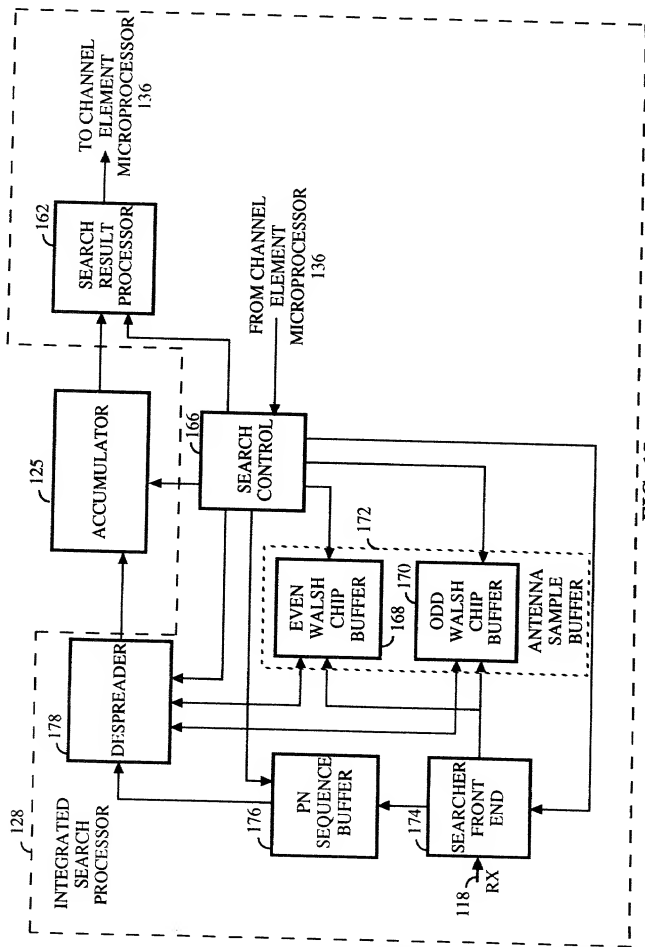 128
INTEGRATED
SEARCH
PROCESSOR
178
DESPREADER
125
ACCUMULATOR
162
SEARCH
RESULT
PROCESSOR
TO CHANNEL
ELEMENT
MICROPROCESSOR
136
166
SEARCH
CONTROL
FROM CHANNEL
ELEMENT
MICROPROCESSOR
136
176
PN
SEQUENCE
BUFFER
172
EVEN
WALSH
CHIP
BUFFER
168
170
ODD
WALSH
CHIP
BUFFER
ANTENNA
SAMPLE
BUFFER
174
SEARCHER
FRONT
END
118
RX